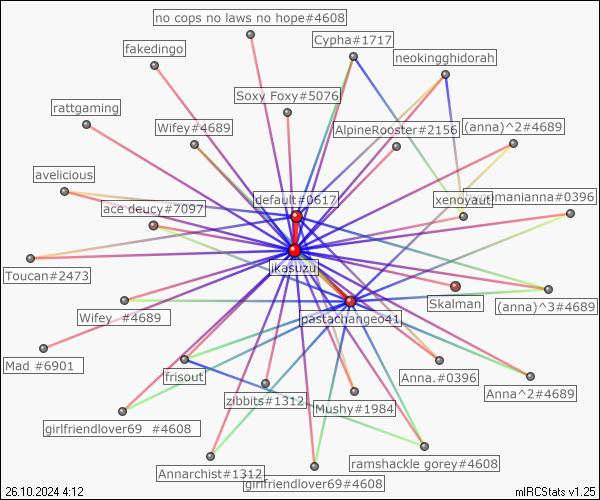 no cops no laws no hope#4608
Cypha#1717
fakedingo
neokingghidorah
Soxy Foxy#5076
rattgaming
Wifey#4689
AlpineRooster#2156
(anna)^2#4689
avelicious
default#0617
xenoyaut
manianna#0396
ace deucy#7097
ikasuzu
Toucan#2473
Skalman
(anna)^3#4689
Wifey #4689
pastachangeo41
Mad #6901
frisout
Anna.#0396
Anna^2#4689
zibbits#1312
Mushy#1984
girlfriendlover69 #4608
ramshackle gorey#4608
Annarchist#1312
girlfriendlover69#4608
26.10.2024 4:12
mIRCStats v1.25